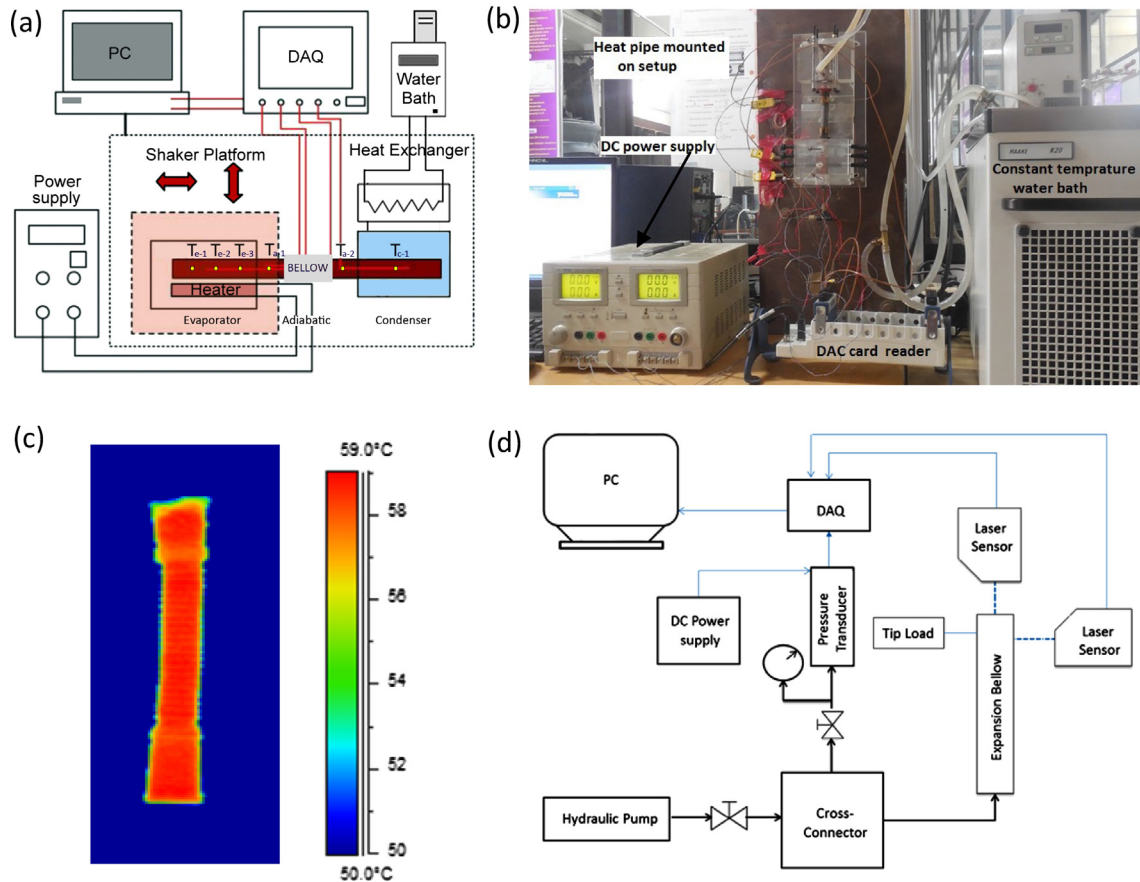 (a)
PC
DAQ
Water
Bath
Shaker Platform
Heat Exchanger
Power
supply
Te-1 Te-2 Te-3 Ta-1 BELLOW Ta-2 Tc-1
Heater
Evaporator Adiabatic Condenser
(b)
Heat pipe mounted
on setup
DC power supply
HAAKE
Constant temprature
water bath
DAC card reader
(c)
59.0°C
58
56
54
52
50
50.0°C
(d)
PC
DAQ
Laser
Sensor
DC Power
supply
Pressure
Transducer
Tip Load
Laser
Sensor
Expansion Bellow
Hydraulic Pump
Cross-
Connector